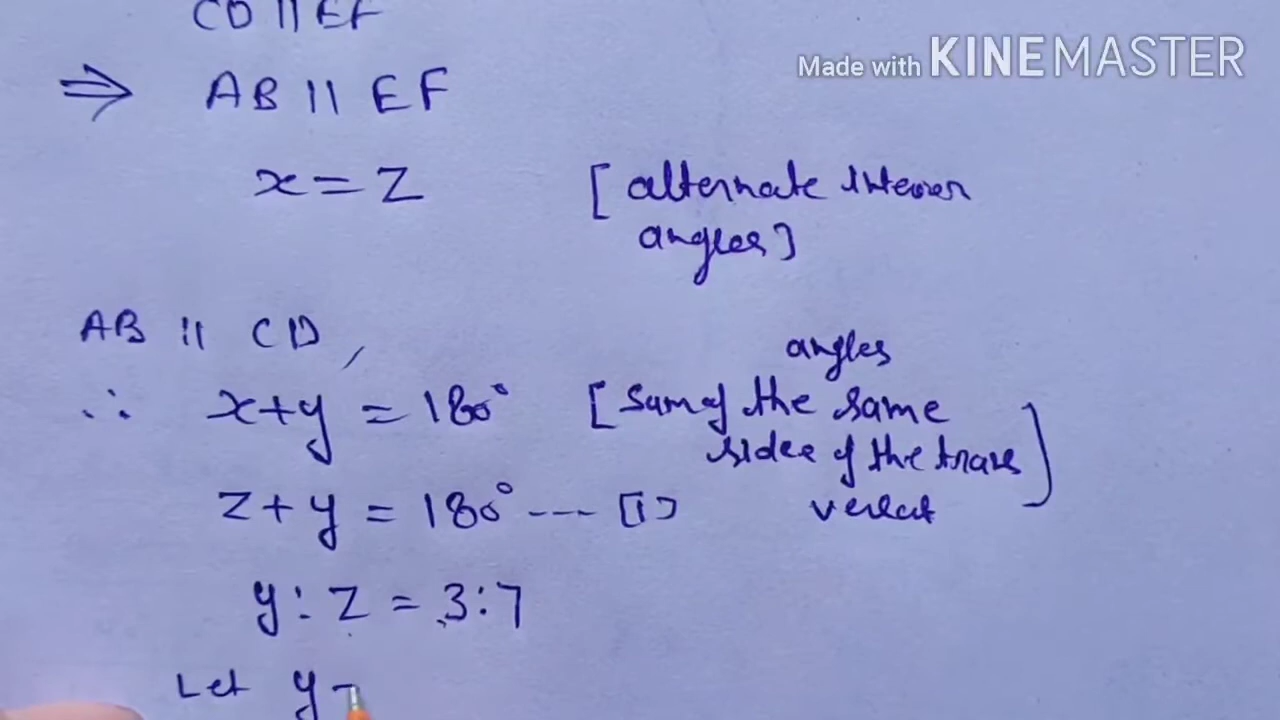 CD || EF
Made with KINEMASTER
⇒ AB || EF
x = z [alternate interior
angles]
AB || CD,
angles
∴ x+y = 180° [Sum of the same
sides of the trans
versal]
z + y = 180° --- [1]
y : z = 3:7
Let y =